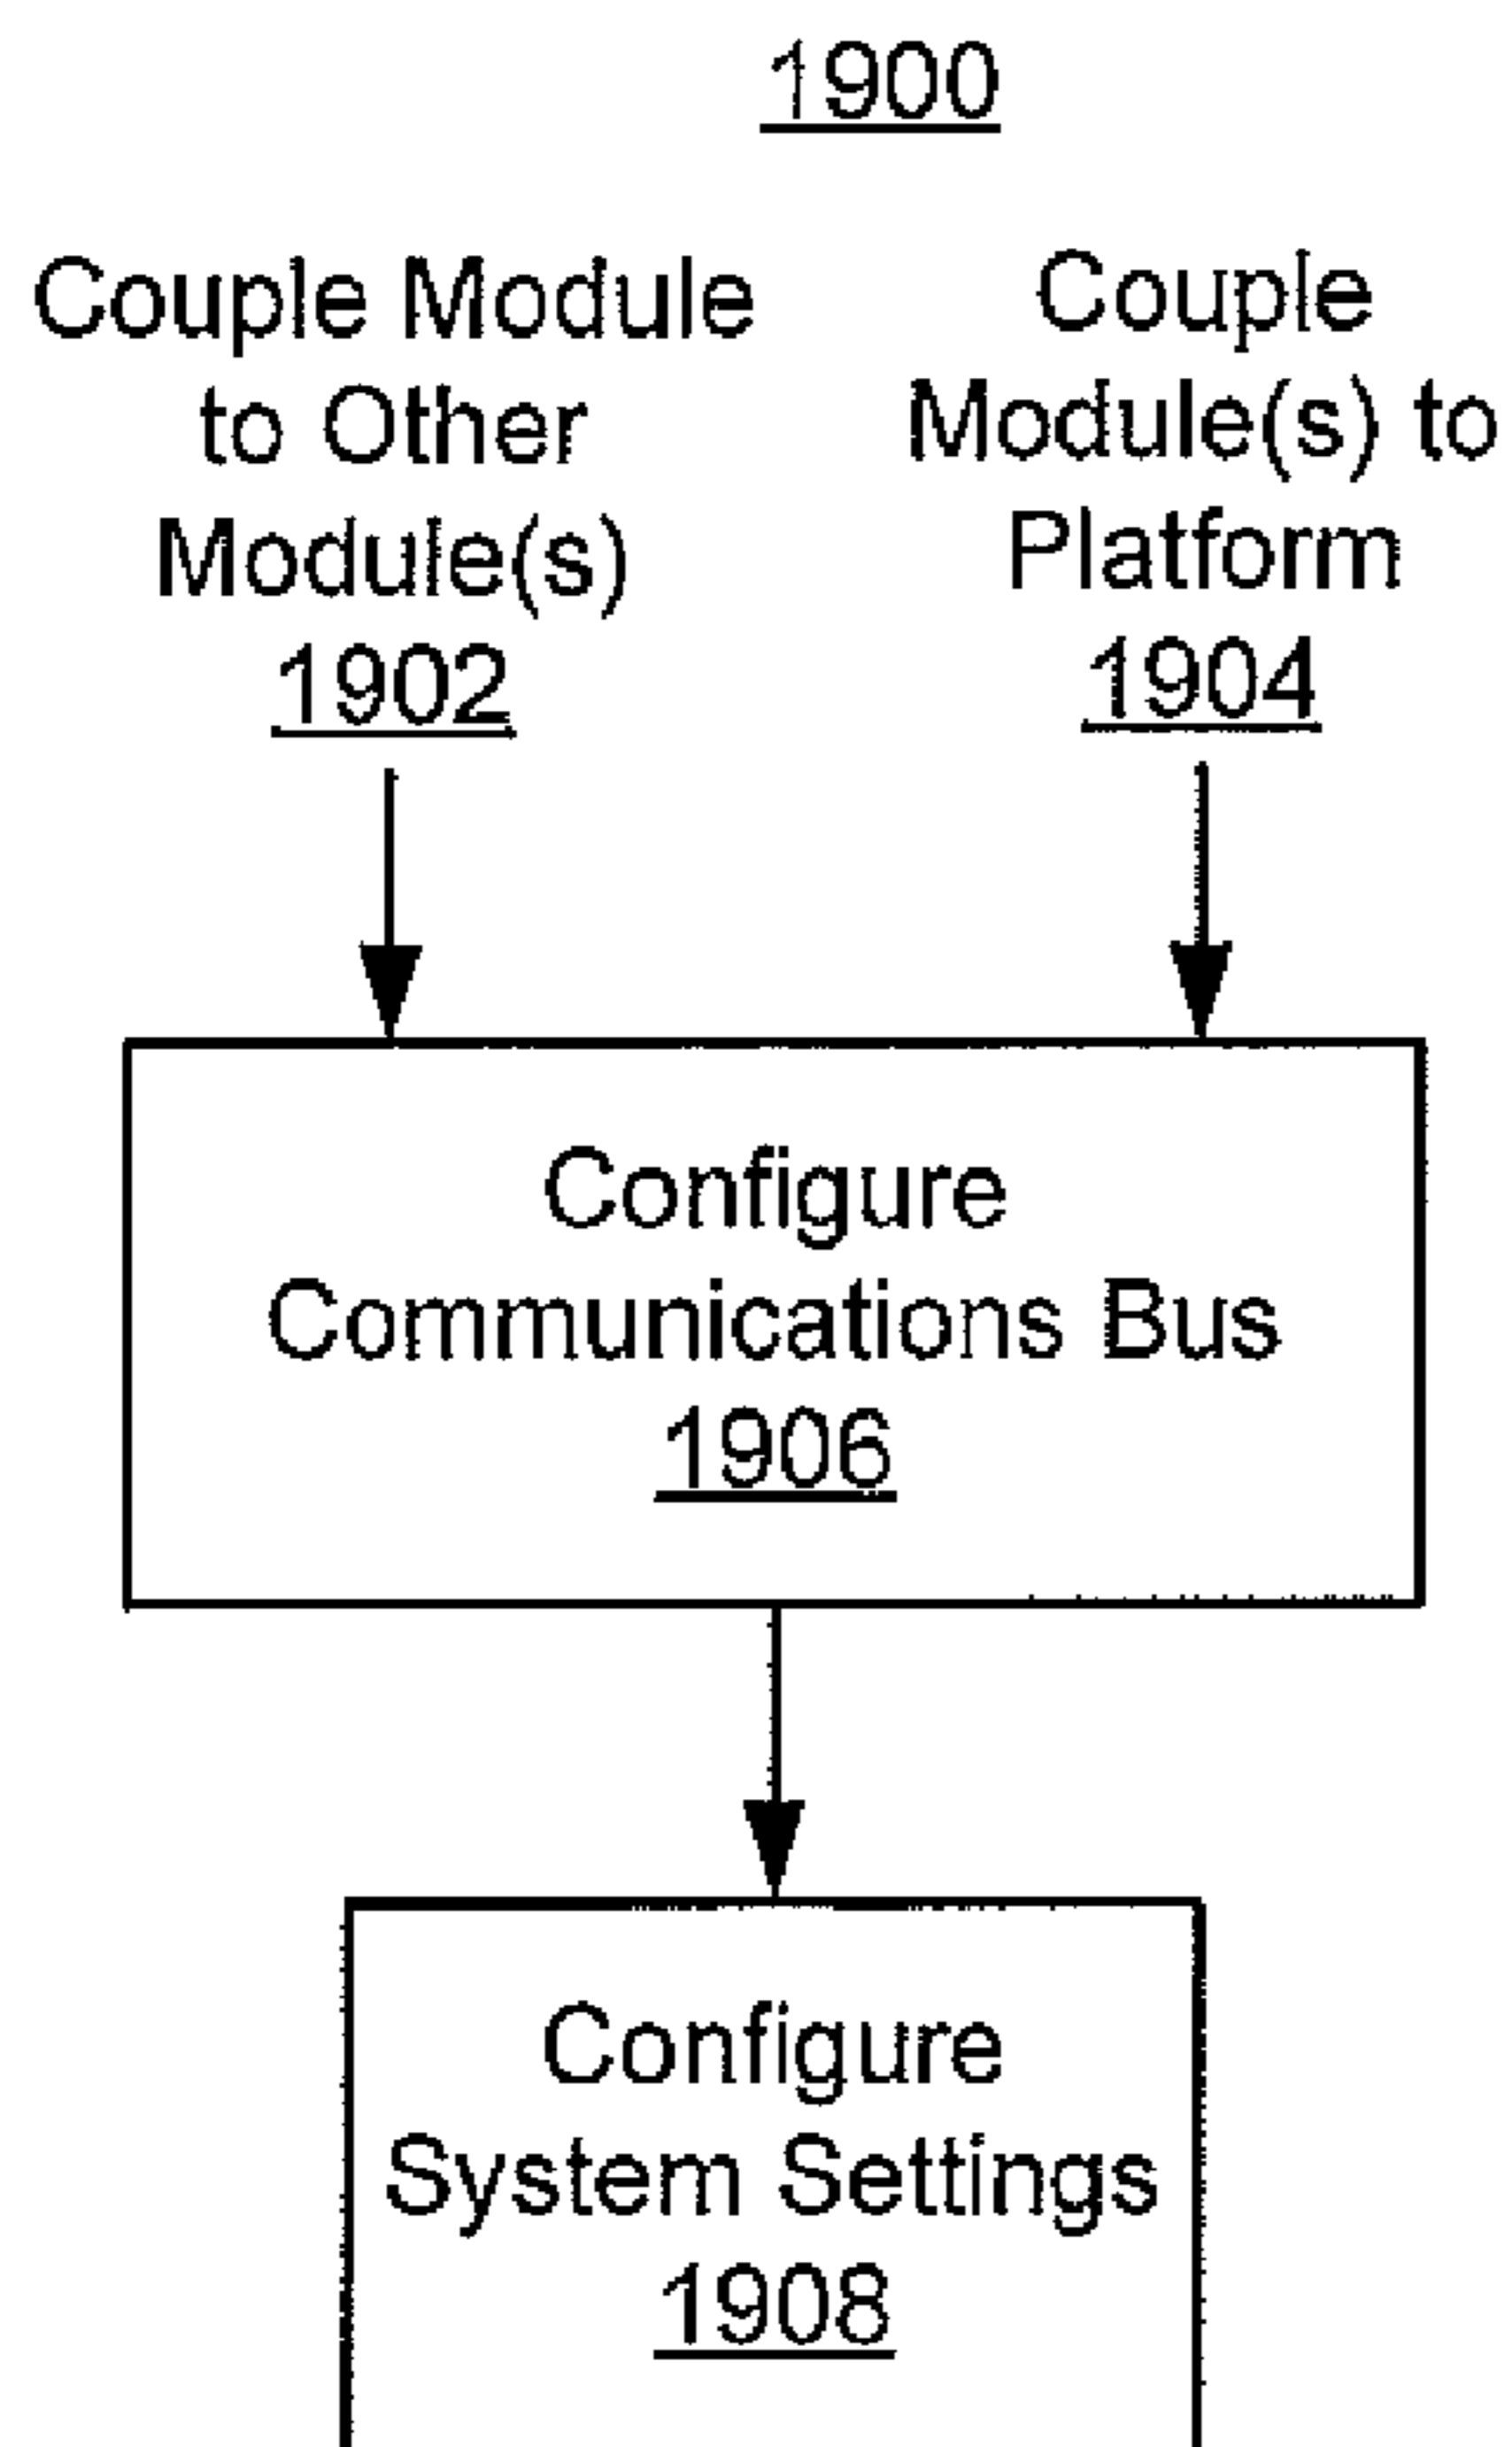 1900
Couple Module
to Other
Module(s)
1902
Couple
Module(s) to
Platform
1904
Configure
Communications Bus
1906
Configure
System Settings
1908